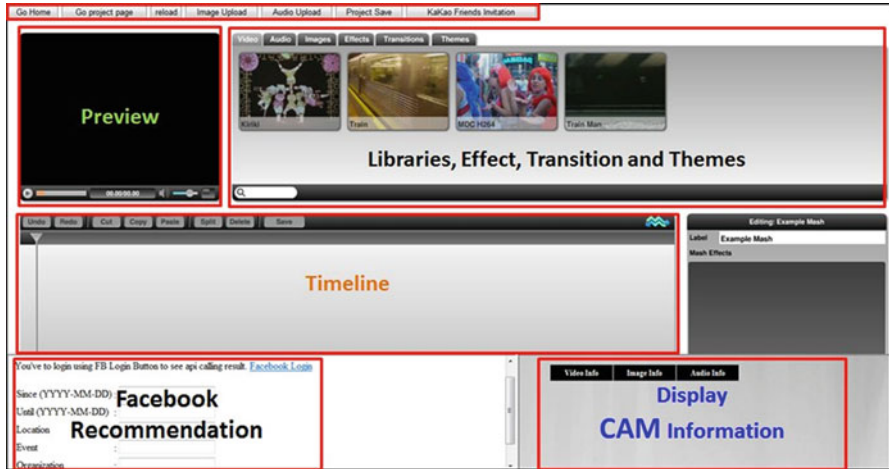 Go Home Go project page reload Image Upload Audio Upload Project Save KaKao Friends Invitation
Video Audio Images Effects Transitions Themes
Preview
Kiriki Train MDC H264 Train Man
Libraries, Effect, Transition and Themes
00.00/00.00
Undo Redo Cut Copy Paste Split Delete Save
Timeline
Editing: Example Mash
Label Example Mash
Mash Effects
You've to login using FB Login Button to see api calling result. Facebook Login
Since (YYYY-MM-DD) :
Until (YYYY-MM-DD) :
Location :
Event :
Organization :
Facebook
Recommendation
Video Info Image Info Audio Info
Display
CAM Information